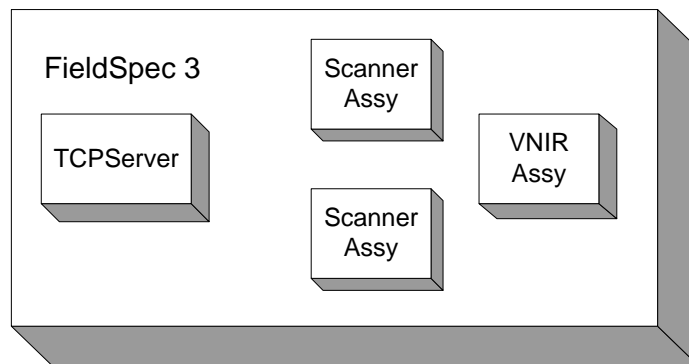 FieldSpec 3
TCPServer
Scanner
Assy
Scanner
Assy
VNIR
Assy